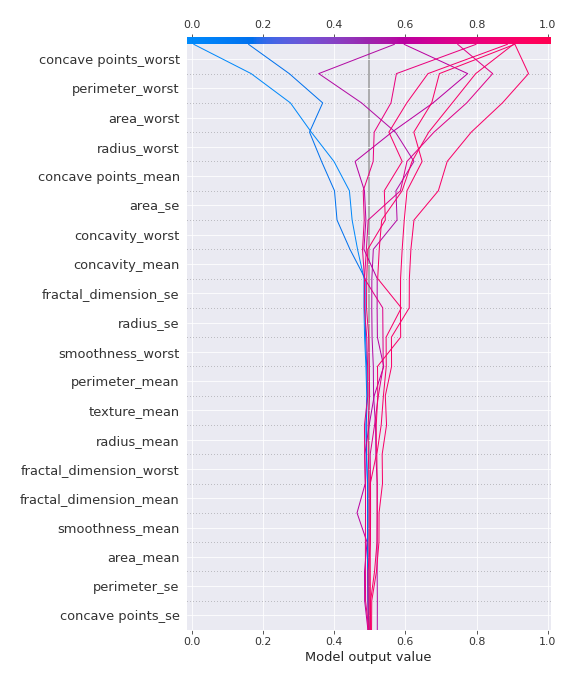 0.0 0.2 0.4 0.6 0.8 1.0
concave points_worst
perimeter_worst
area_worst
radius_worst
concave points_mean
area_se
concavity_worst
concavity_mean
fractal_dimension_se
radius_se
smoothness_worst
perimeter_mean
texture_mean
radius_mean
fractal_dimension_worst
fractal_dimension_mean
smoothness_mean
area_mean
perimeter_se
concave points_se
0.0 0.2 0.4 0.6 0.8 1.0
Model output value